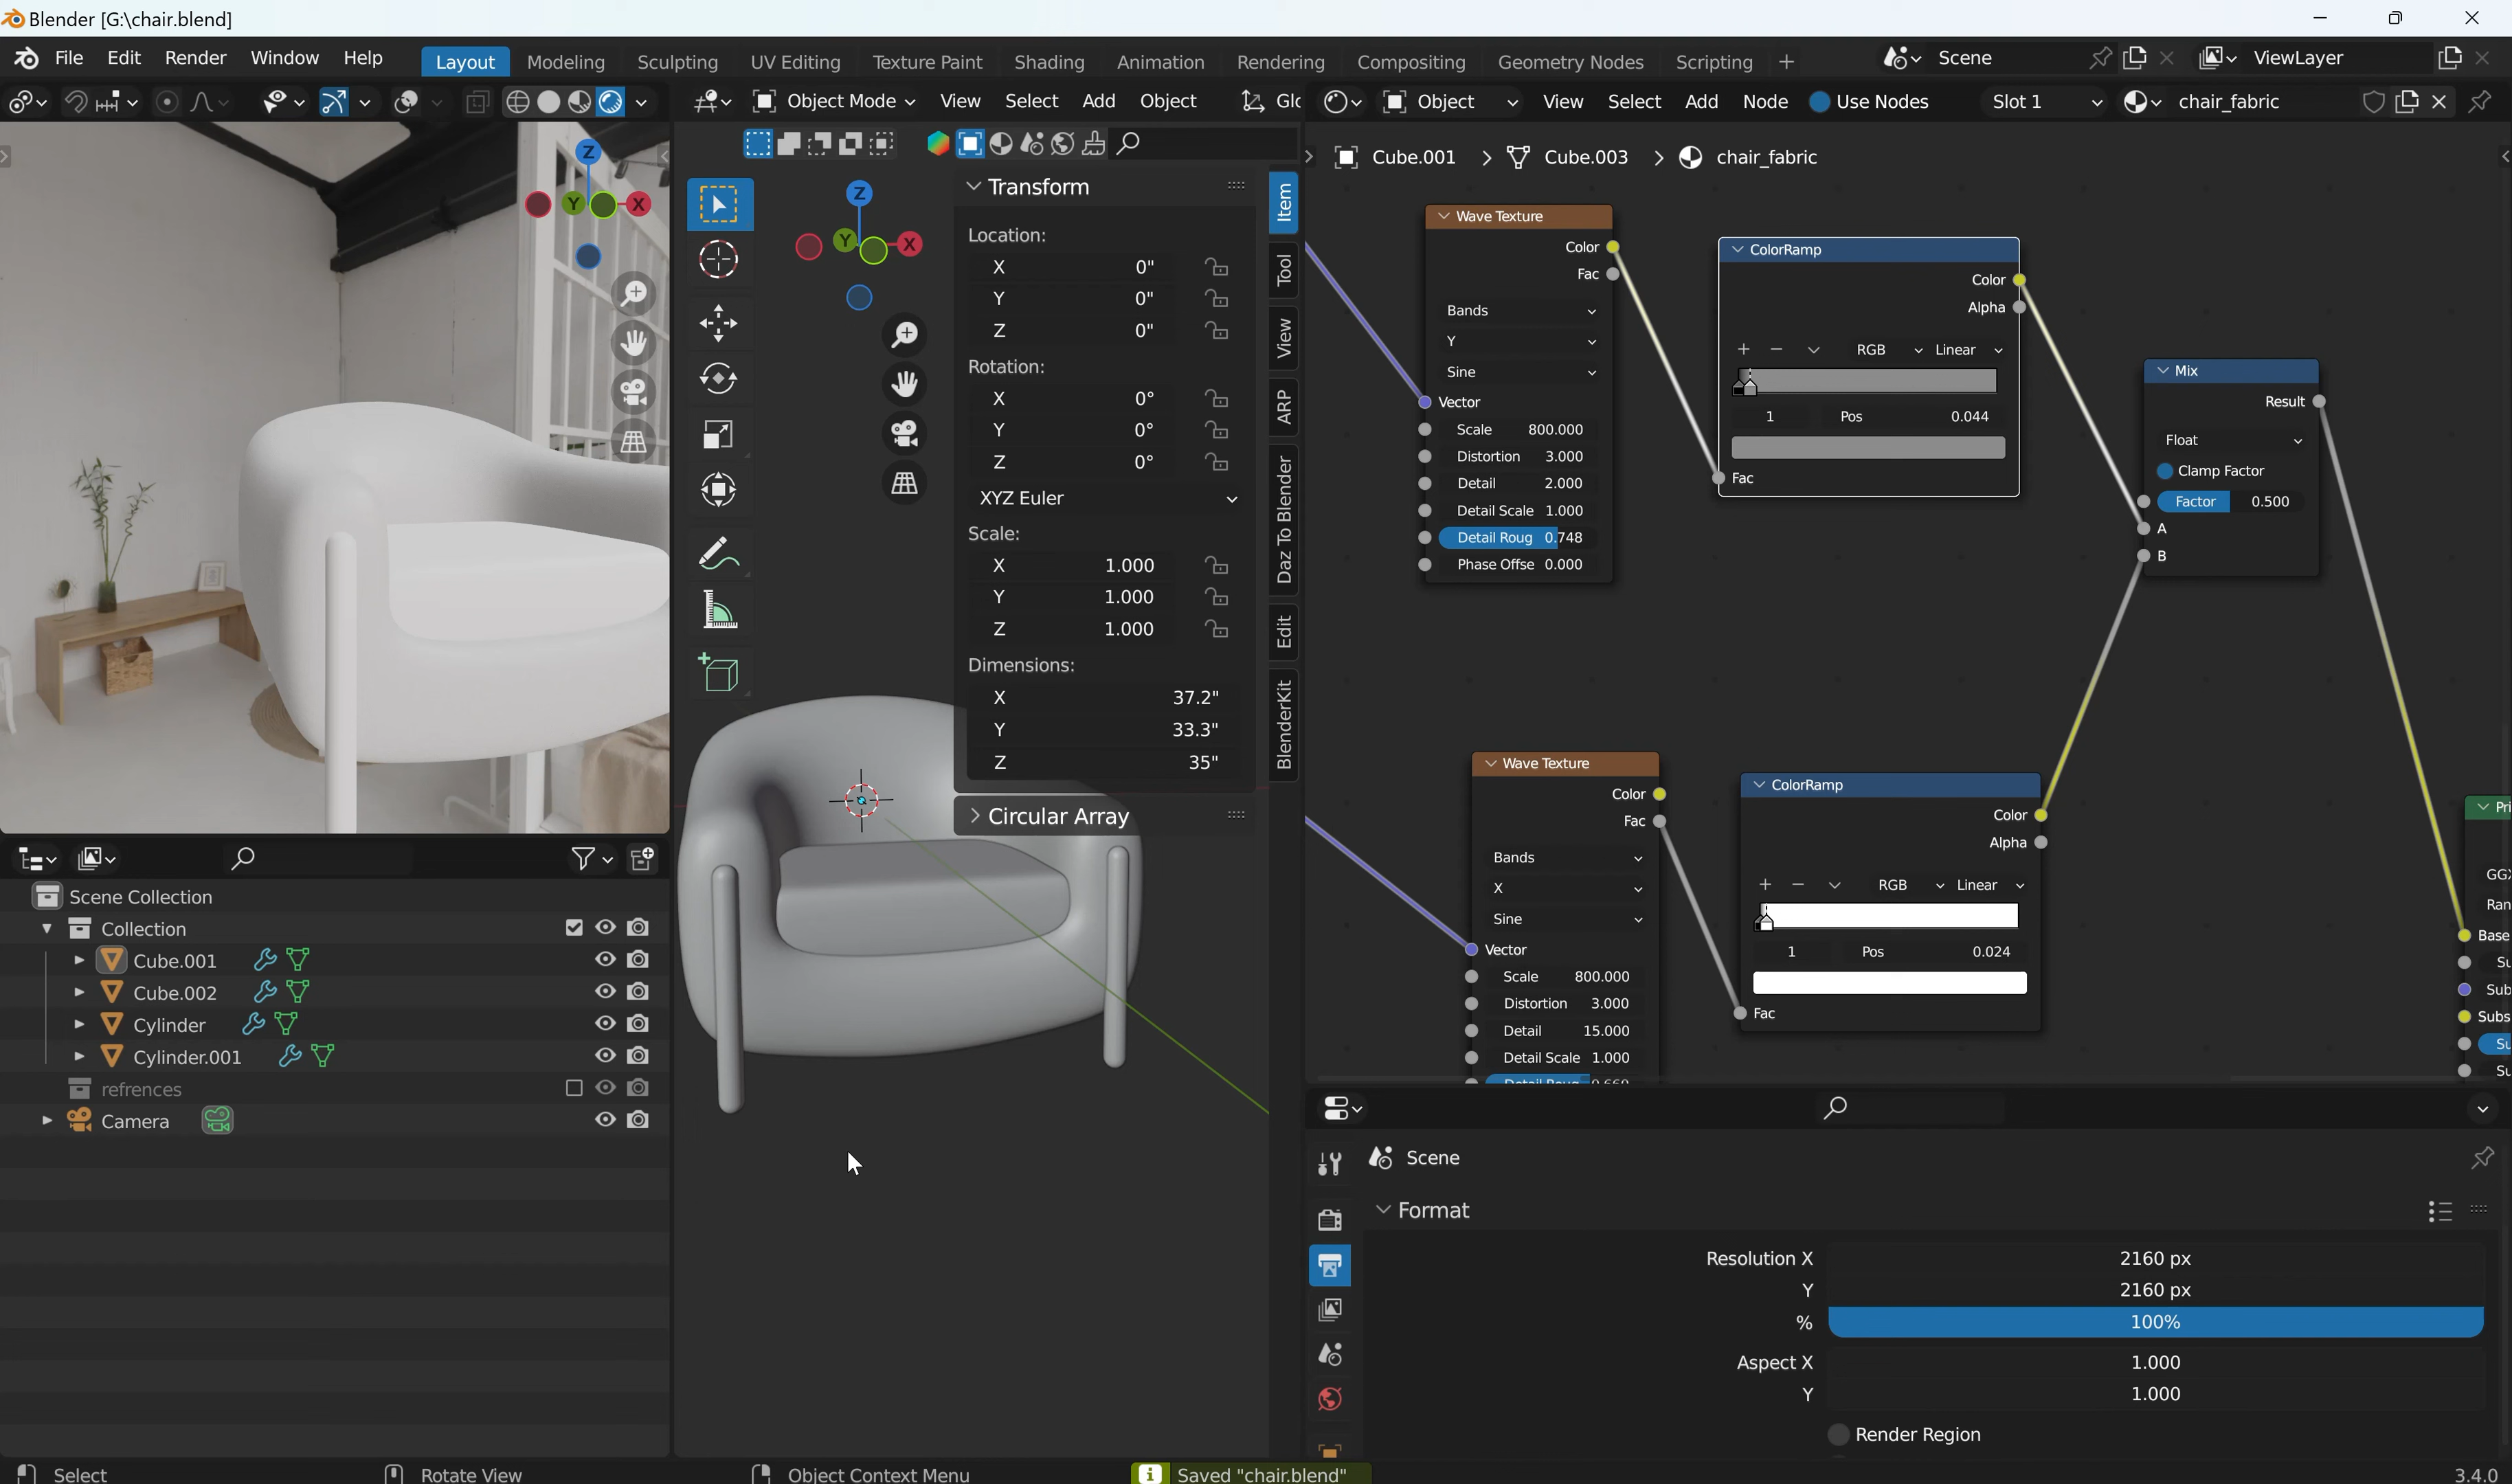 Blender [G:\chair.blend]
File Edit Render Window Help Layout Modeling Sculpting UV Editing Texture Paint Shading Animation Rendering Compositing Geometry Nodes Scripting + Scene ViewLayer
Object Mode View Select Add Object Glo
Object View Select Add Node Use Nodes Slot 1 chair_fabric
Cube.001 > Cube.003 > chair_fabric
Z
Y
X
Z
Y
X
Transform
Location:
X 0"
Y 0"
Z 0"
Rotation:
X 0°
Y 0°
Z 0°
XYZ Euler
Scale:
X 1.000
Y 1.000
Z 1.000
Dimensions:
X 37.2"
Y 33.3"
Z 35"
Circular Array
Item
Tool
View
ARP
Daz To Blender
Edit
BlenderKit
Wave Texture
Color
Fac
Bands
Y
Sine
Vector
Scale 800.000
Distortion 3.000
Detail 2.000
Detail Scale 1.000
Detail Roug 0.748
Phase Offse 0.000
ColorRamp
Color
Alpha
+ − RGB Linear
1 Pos 0.044
Fac
Mix
Result
Float
Clamp Factor
Factor 0.500
A
B
Wave Texture
Color
Fac
Bands
X
Sine
Vector
Scale 800.000
Distortion 3.000
Detail 15.000
Detail Scale 1.000
ColorRamp
Color
Alpha
+ − RGB Linear
1 Pos 0.024
Fac
Pri
GGX
Ran
Base
Su
Sub
Subs
Su
Su
Scene Collection
Collection
Cube.001
Cube.002
Cylinder
Cylinder.001
refrences
Camera
Scene
Format
Resolution X 2160 px
Y 2160 px
% 100%
Aspect X 1.000
Y 1.000
Render Region
Select Rotate View Object Context Menu Saved "chair.blend" 3.4.0